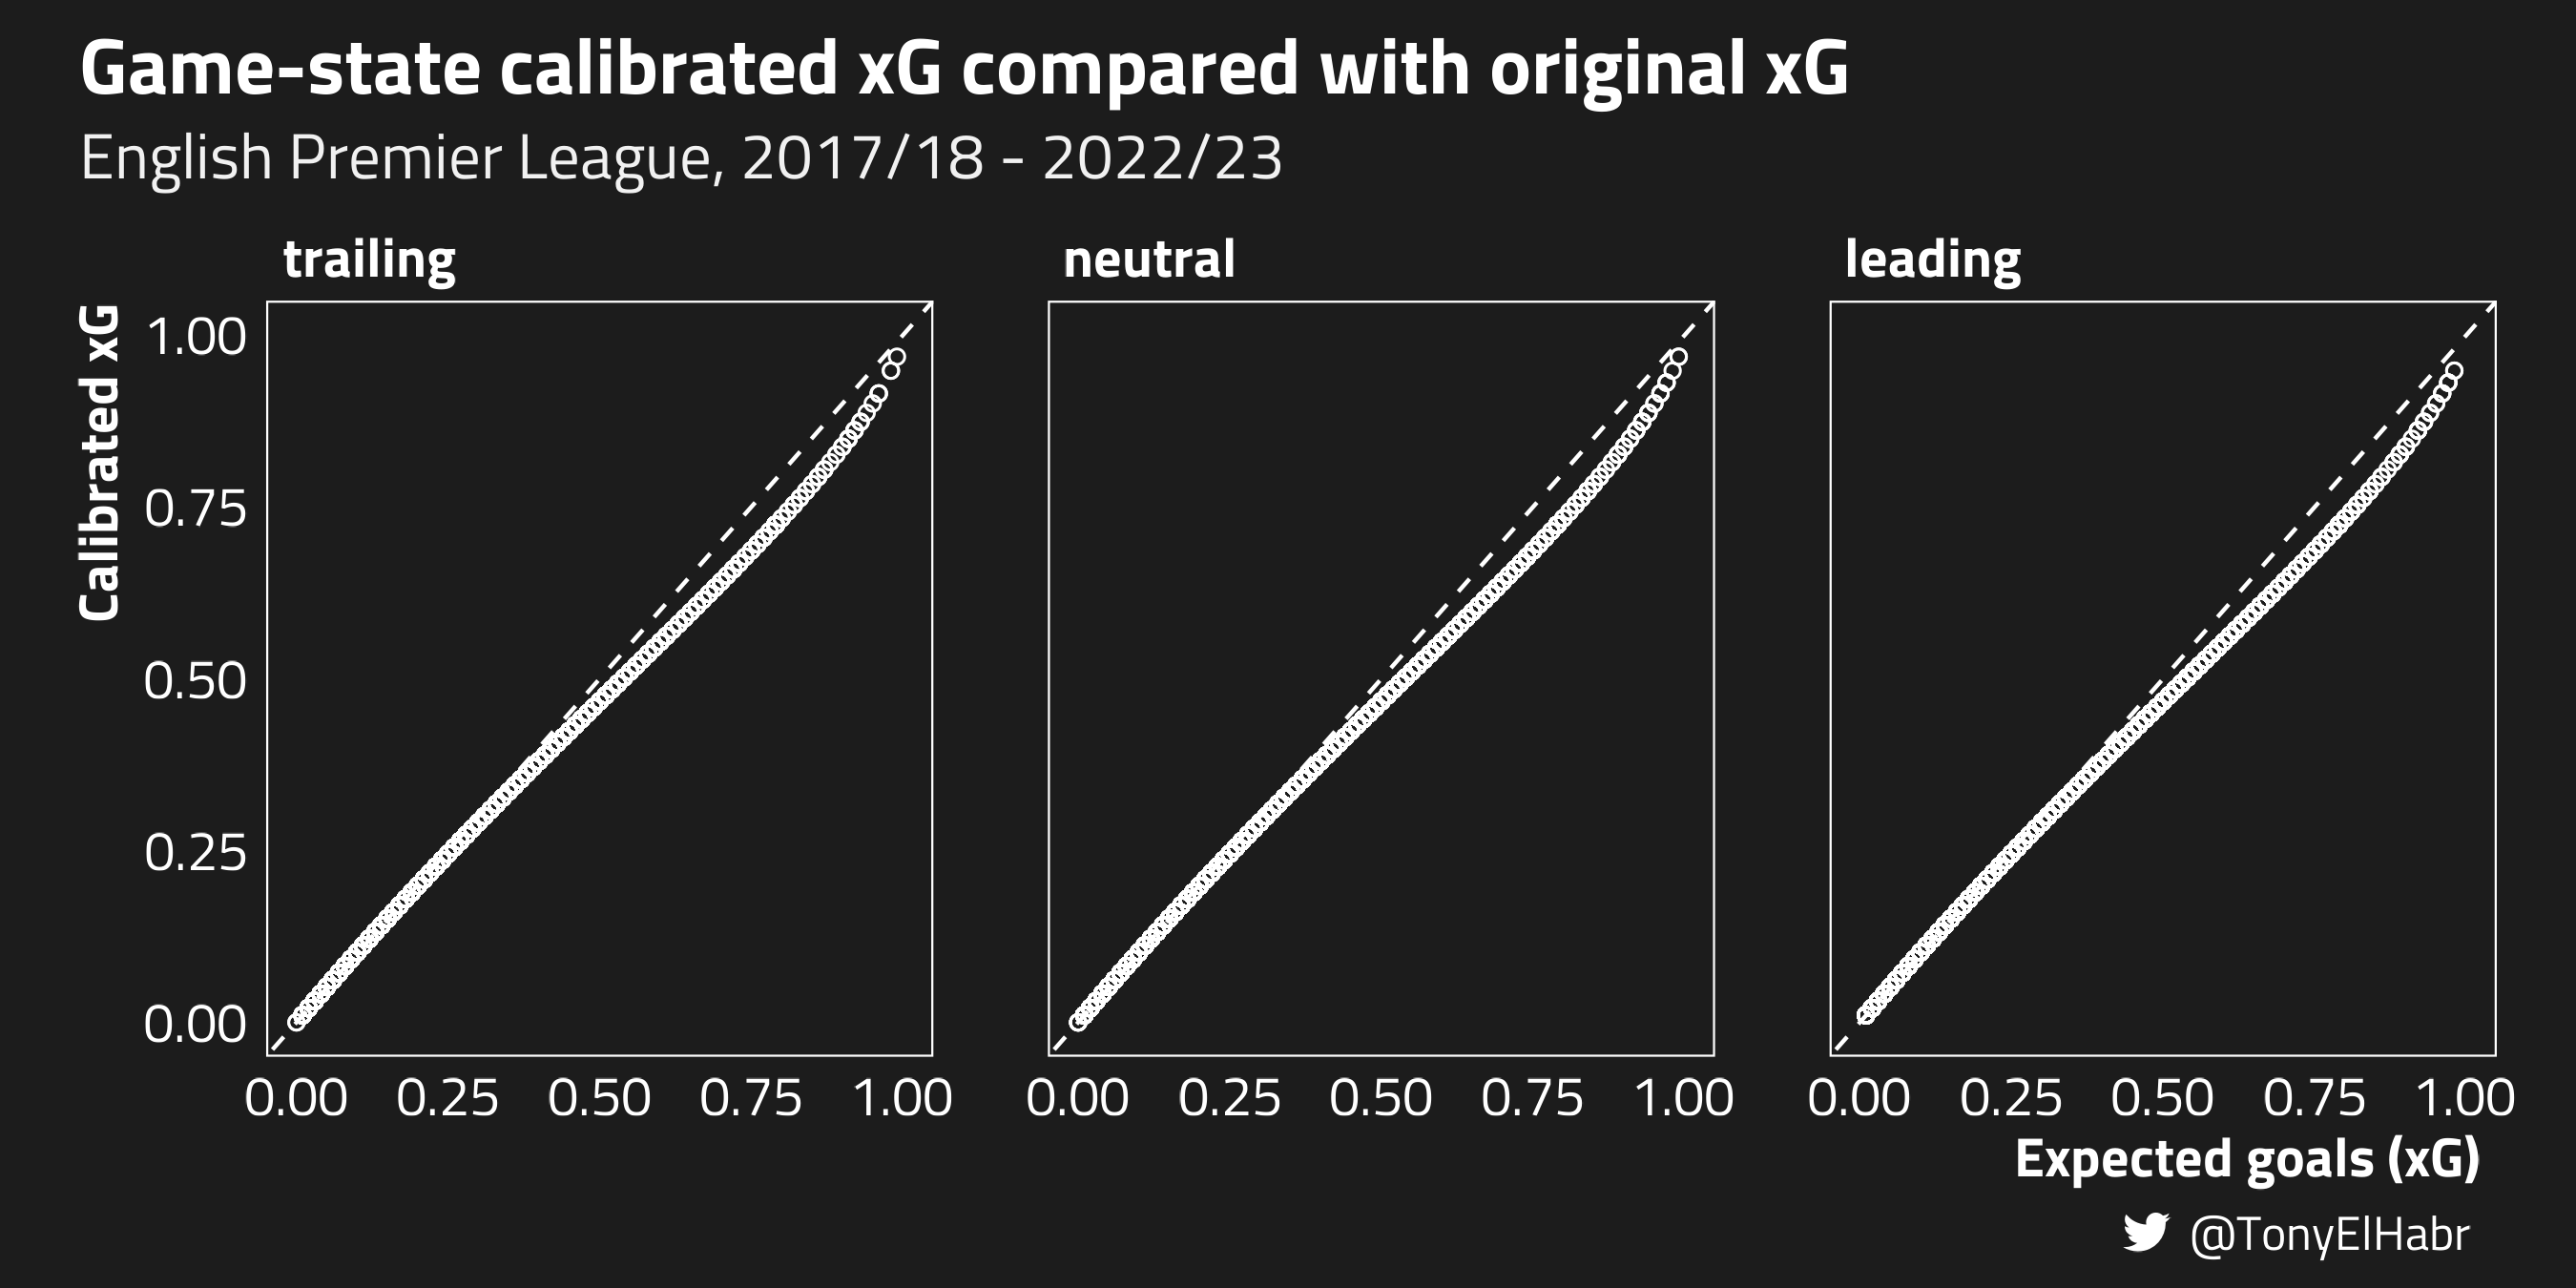 Game-state calibrated xG compared with original xG
English Premier League, 2017/18 - 2022/23
trailing
neutral
leading
Calibrated xG
1.00
0.75
0.50
0.25
0.00
0.00 0.25 0.50 0.75 1.00
0.00 0.25 0.50 0.75 1.00
0.00 0.25 0.50 0.75 1.00
Expected goals (xG)
@TonyElHabr